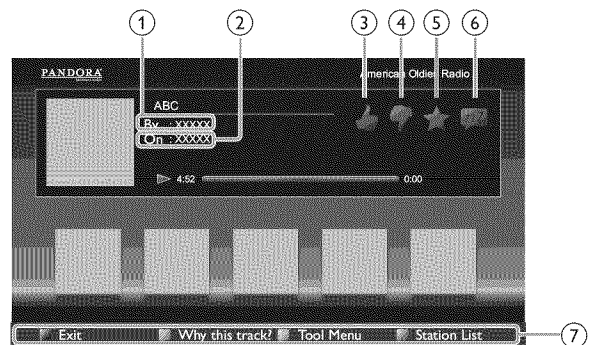 1 2 3 4 5 6
PANDORA
American Oldies Radio
ABC
By :XXXXX
On :XXXXX
4:52 0:00
Exit Why this track? Tool Menu Station List
7